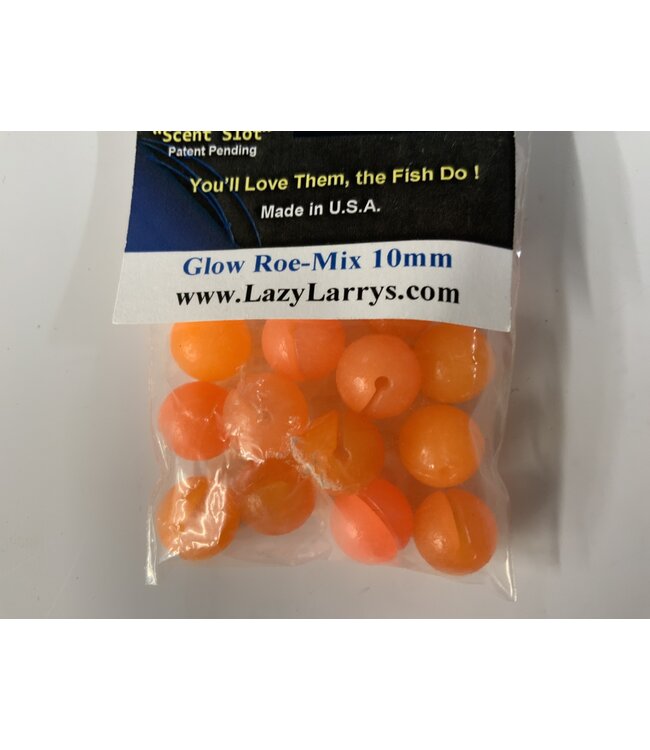 "Scent Slot"
Patent Pending
You'll Love Them, the Fish Do !
Made in U.S.A.
Glow Roe-Mix 10mm
www.LazyLarrys.com